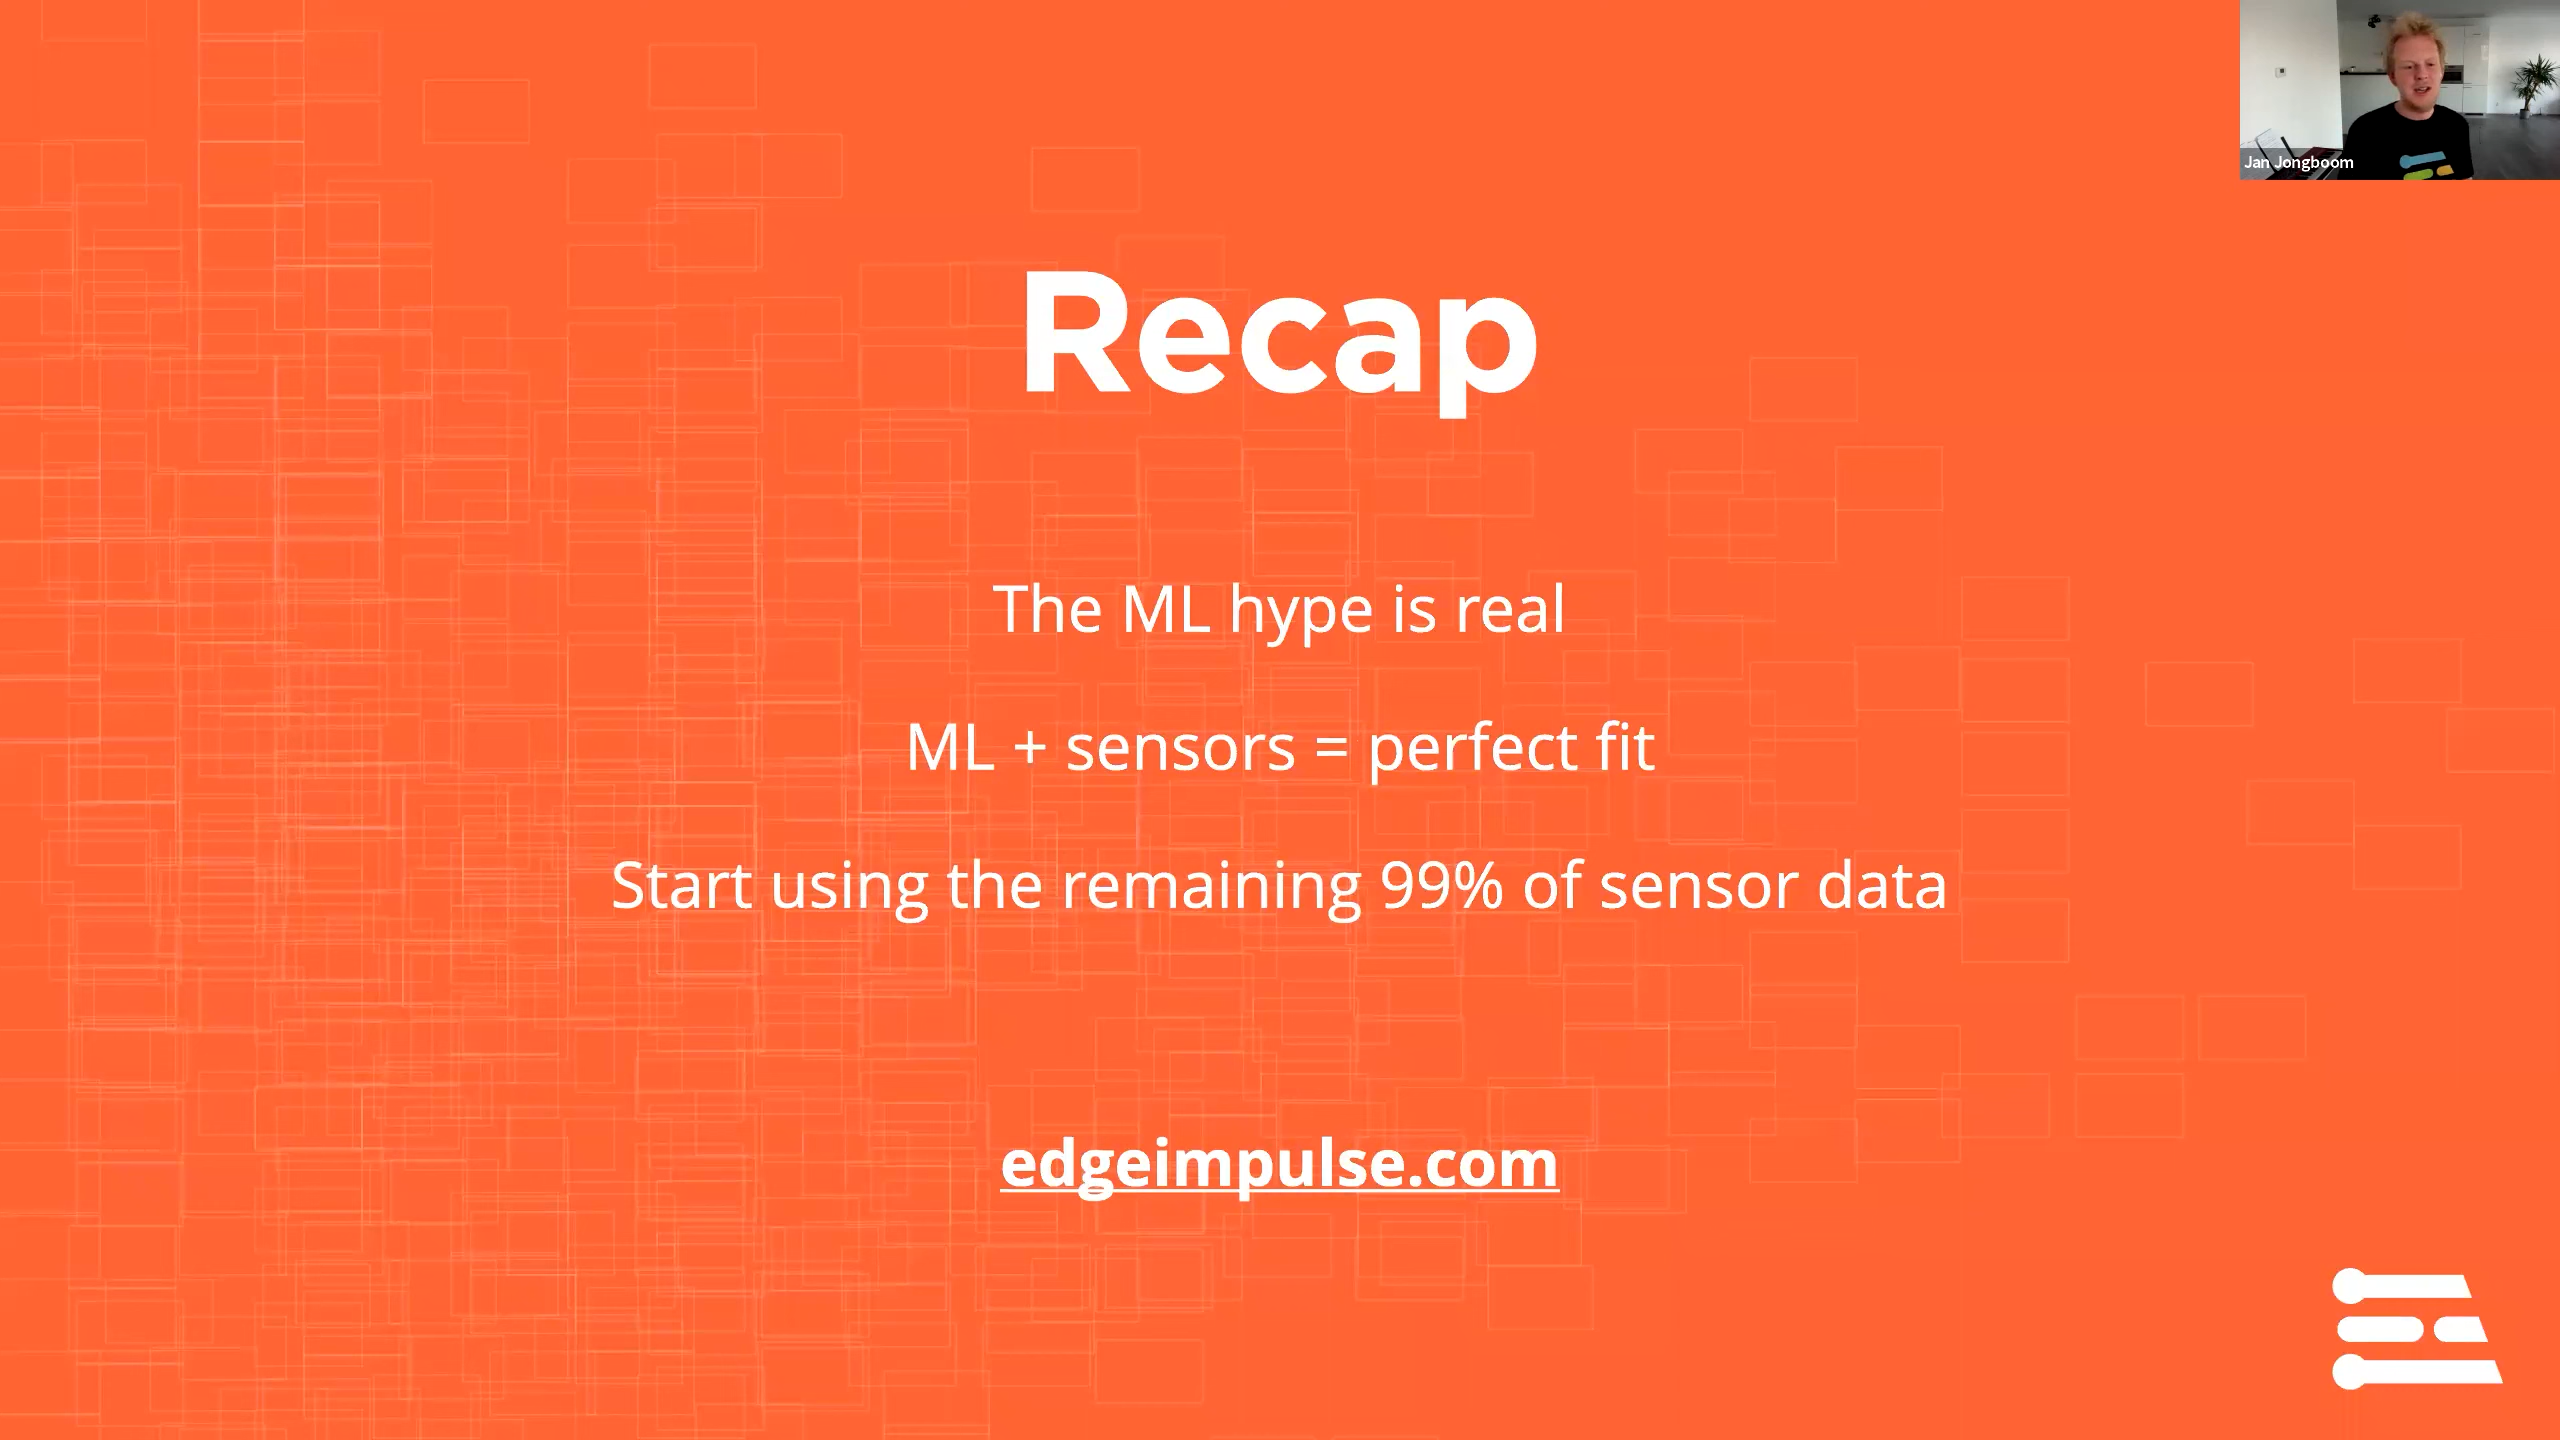 Jan Jongboom
Recap
The ML hype is real
ML + sensors = perfect fit
Start using the remaining 99% of sensor data
edgeimpulse.com